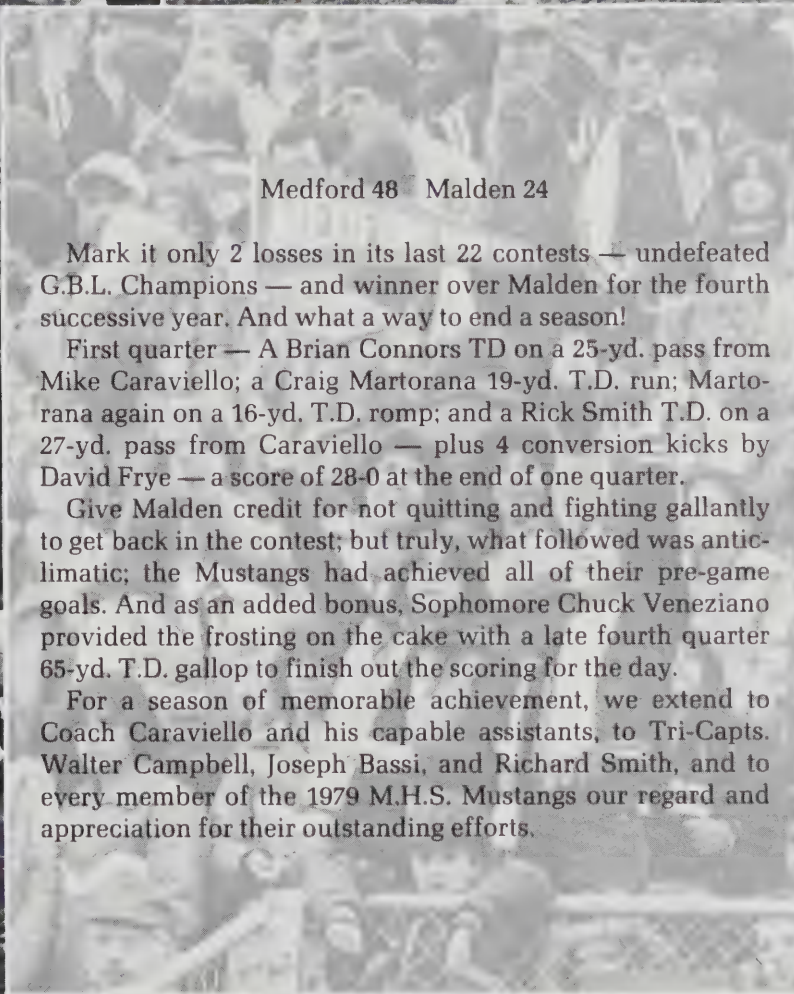 Medford 48 Malden 24
Mark it only 2 losses in its last 22 contests — undefeated
G.B.L. Champions — and winner over Malden for the fourth
successive year. And what a way to end a season!
First quarter — A Brian Connors TD on a 25-yd. pass from
Mike Caraviello; a Craig Martorana 19-yd. T.D. run; Marto-
rana again on a 16-yd. T.D. romp; and a Rick Smith T.D. on a
27-yd. pass from Caraviello — plus 4 conversion kicks by
David Frye — a score of 28-0 at the end of one quarter.
Give Malden credit for not quitting and fighting gallantly
to get back in the contest; but truly, what followed was antic-
limatic; the Mustangs had achieved all of their pre-game
goals. And as an added bonus, Sophomore Chuck Veneziano
provided the frosting on the cake with a late fourth quarter
65-yd. T.D. gallop to finish out the scoring for the day.
For a season of memorable achievement, we extend to
Coach Caraviello and his capable assistants, to Tri-Capts.
Walter Campbell, Joseph Bassi, and Richard Smith, and to
every member of the 1979 M.H.S. Mustangs our regard and
appreciation for their outstanding efforts.